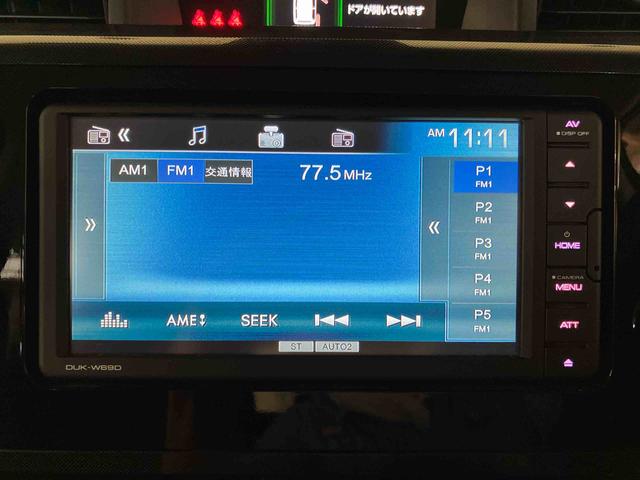 ドアが開いています
AV
DISP OFF
AM 11:11
AM1 FM1 交通情報 77.5 MHz
P1
FM1
P2
FM1
P3
FM1
P4
FM1
P5
FM1
HOME
CAMERA
MENU
ATT
AME SEEK
ST AUTO2
DUK-W69D